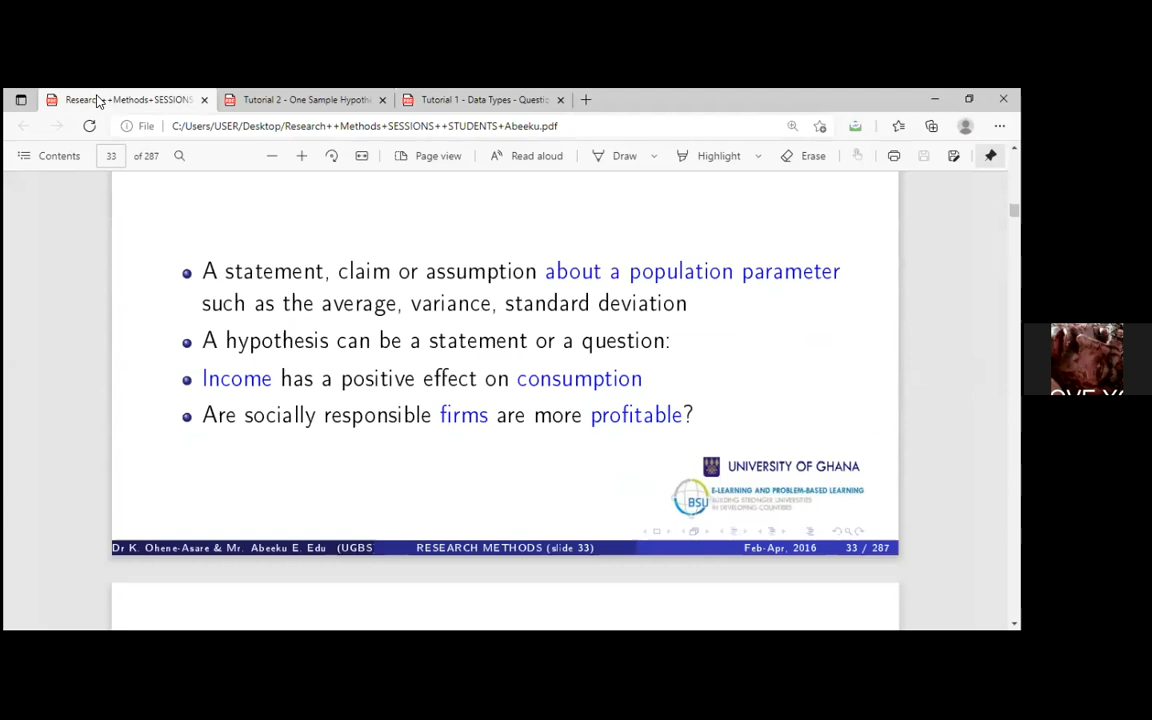 Research++Methods+SESSIONS
Tutorial 2 - One Sample Hypoth
Tutorial 1 - Data Types - Questio
File
C:/Users/USER/Desktop/Research++Methods+SESSIONS++STUDENTS+Abeeku.pdf
Contents
33
of 287
Page view
Read aloud
Draw
Highlight
Erase
A statement, claim or assumption about a population parameter
such as the average, variance, standard deviation
A hypothesis can be a statement or a question:
Income has a positive effect on consumption
Are socially responsible firms are more profitable?
UNIVERSITY OF GHANA
BSU
E-LEARNING AND PROBLEM-BASED LEARNING
BUILDING STRONGER UNIVERSITIES
IN DEVELOPING COUNTRIES
Dr K. Ohene-Asare & Mr. Abeeku E. Edu (UGBS)
RESEARCH METHODS (slide 33)
Feb-Apr, 2016
33 / 287